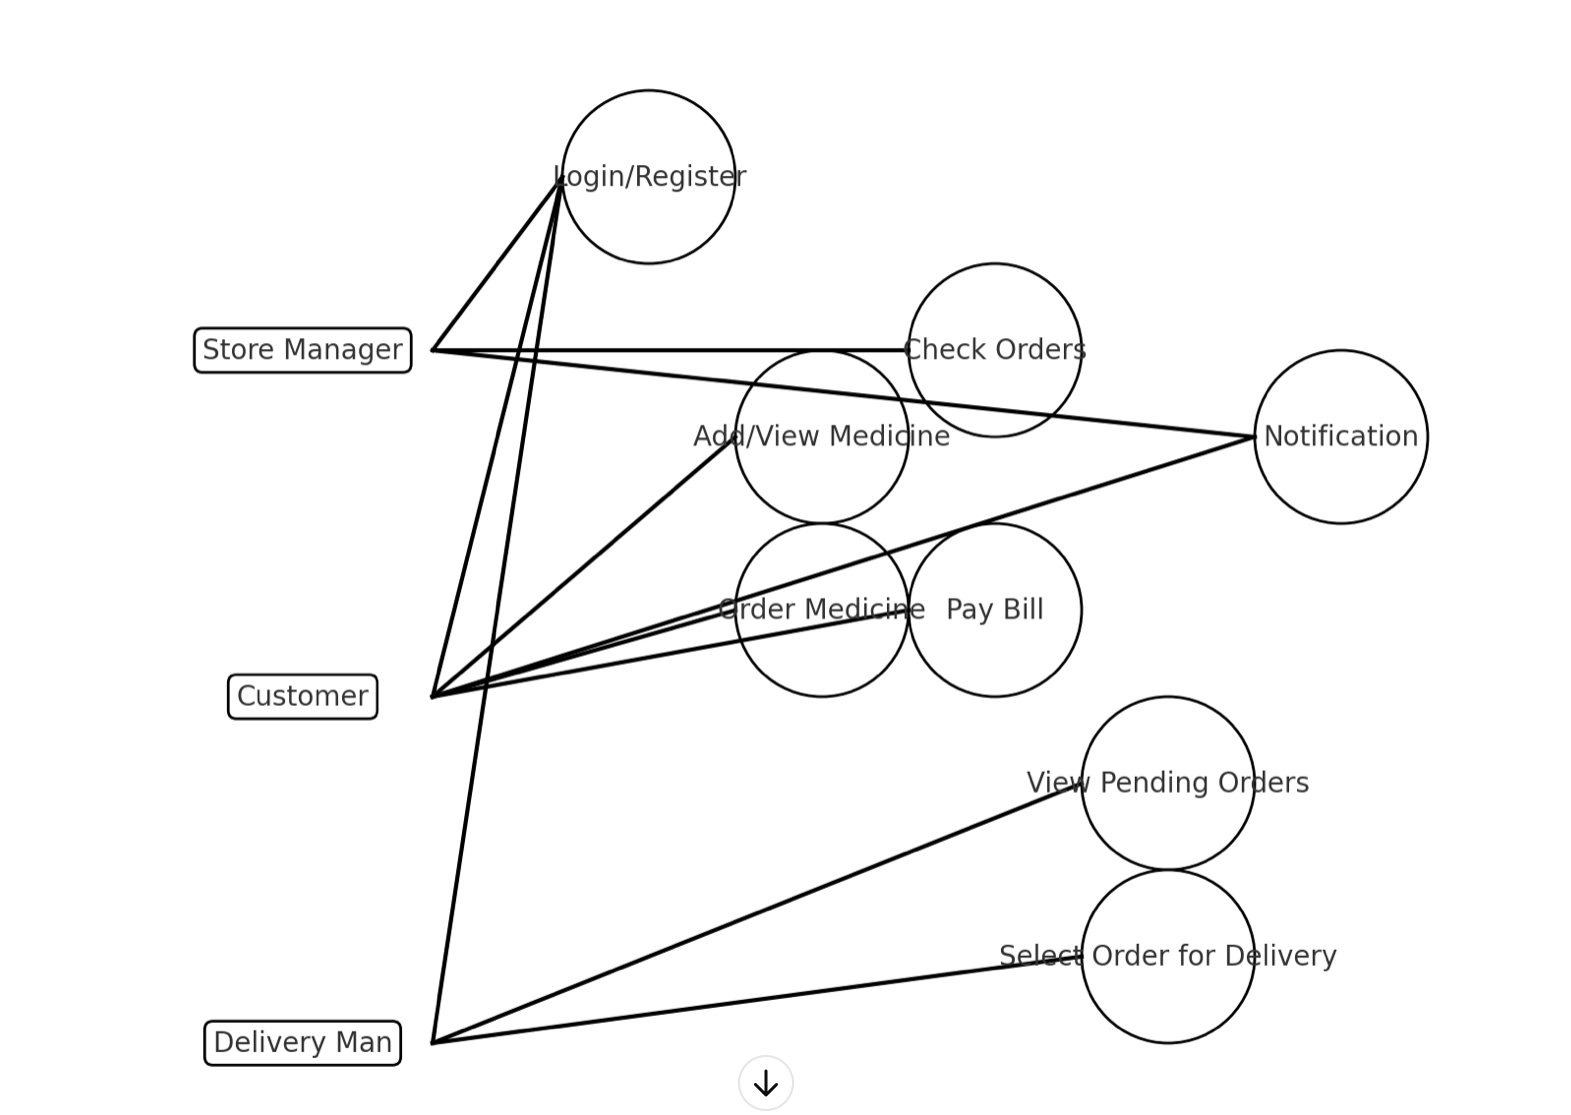 Login/Register
Store Manager
Check Orders
Add/View Medicine
Notification
Order Medicine
Pay Bill
Customer
View Pending Orders
Select Order for Delivery
Delivery Man